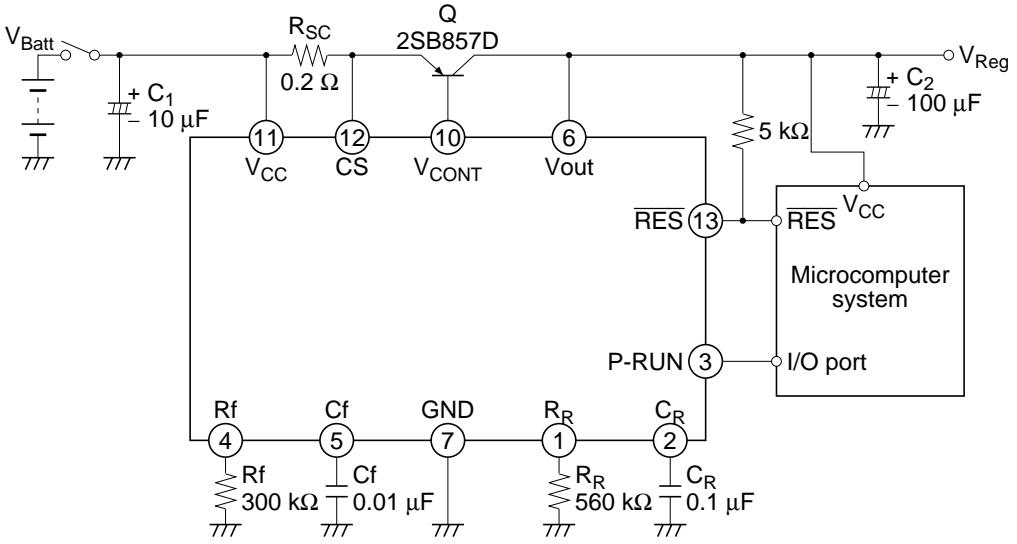 Q
2SB857D
V_Batt
R_SC
0.2 Ω
V_Reg
+ C_1
– 10 μF
+ C_2
– 100 μF
5 kΩ
11
12
10
6
V_CC
CS
V_CONT
Vout
RES
13
V_CC
RES
Microcomputer
system
P-RUN
3
I/O port
Rf
Cf
GND
R_R
C_R
4
5
7
1
2
Rf
300 kΩ
Cf
0.01 μF
R_R
560 kΩ
C_R
0.1 μF